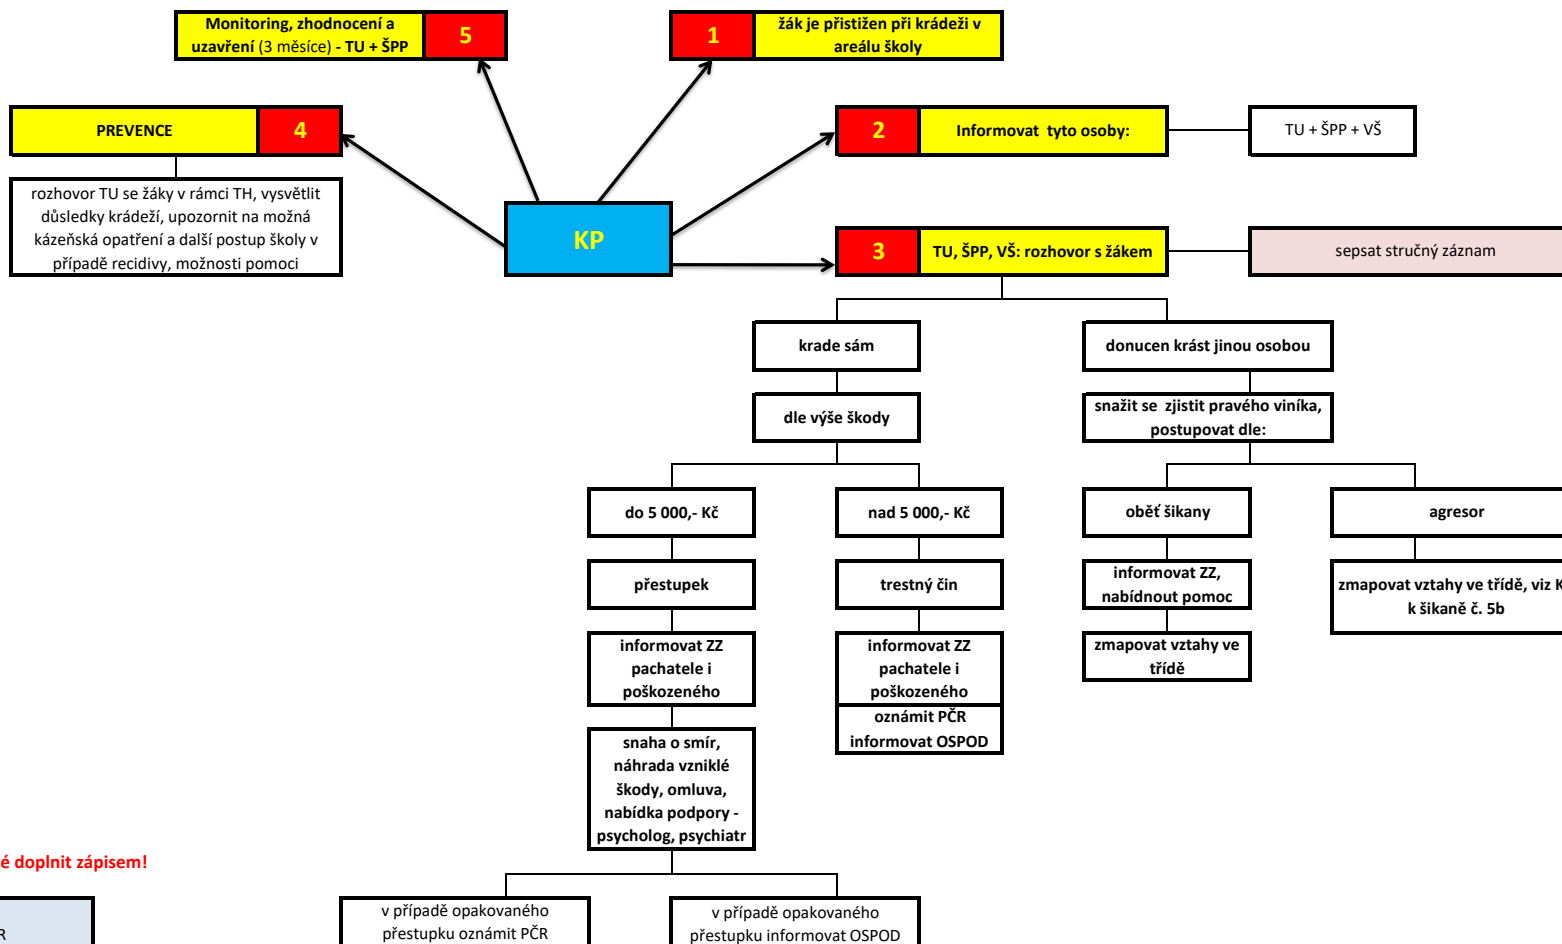 Monitoring, zhodnocení a
uzavření (3 měsíce) - TU + ŠPP
5
1
žák je přistižen při krádeži v
areálu školy
PREVENCE
4
2
Informovat tyto osoby:
TU + ŠPP + VŠ
rozhovor TU se žáky v rámci TH, vysvětlit
důsledky krádeží, upozornit na možná
kázeňská opatření a další postup školy v
případě recidivy, možnosti pomoci
KP
3
TU, ŠPP, VŠ: rozhovor s žákem
sepsat stručný záznam
krade sám
donucen krást jinou osobou
dle výše škody
snažit se zjistit pravého viníka,
postupovat dle:
do 5 000,- Kč
nad 5 000,- Kč
oběť šikany
agresor
přestupek
trestný čin
informovat ZZ,
nabídnout pomoc
zmapovat vztahy ve třídě, viz K
k šikaně č. 5b
informovat ZZ
pachatele i
poškozeného
informovat ZZ
pachatele i
poškozeného
zmapovat vztahy ve
třídě
oznámit PČR
informovat OSPOD
snaha o smír,
náhrada vzniklé
škody, omluva,
nabídka podpory -
psycholog, psychiatr
é doplnit zápisem!
R
v případě opakovaného
přestupku oznámit PČR
v případě opakovaného
přestupku informovat OSPOD